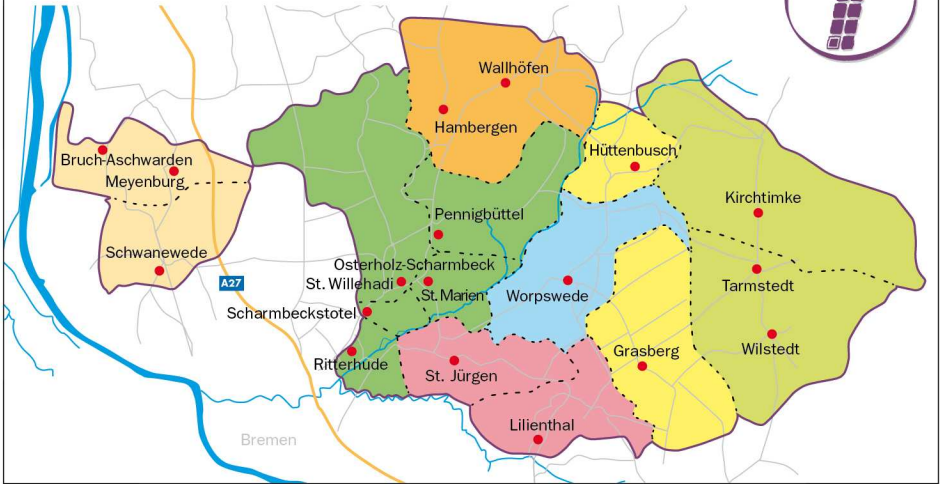 Wallhöfen
Hambergen
Hüttenbusch
Bruch-Aschwarden
Meyenburg
Kirchtimke
Pennigbüttel
Schwanewede
Osterholz-Scharmbeck
St. Willehadi
St. Marien
A27
Worpswede
Tarmstedt
Scharmbeckstotel
Ritterhude
St. Jürgen
Grasberg
Wilstedt
Lilienthal
Bremen